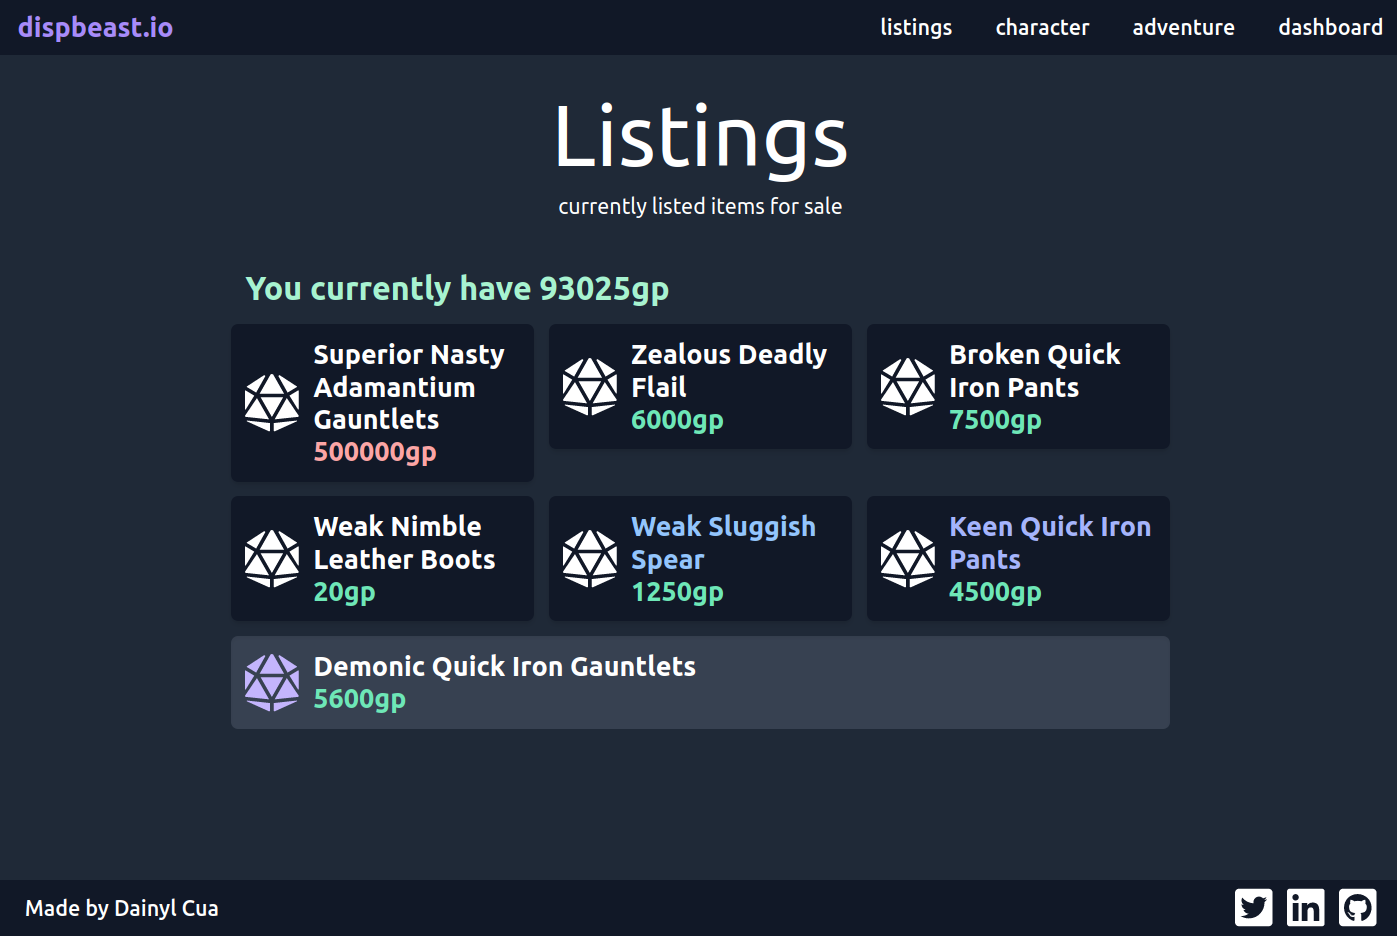 dispbeast.io
listings
character
adventure
dashboard
Listings
currently listed items for sale
You currently have 93025gp
Superior Nasty
Adamantium
Gauntlets
500000gp
Zealous Deadly
Flail
6000gp
Broken Quick
Iron Pants
7500gp
Weak Nimble
Leather Boots
20gp
Weak Sluggish
Spear
1250gp
Keen Quick Iron
Pants
4500gp
Demonic Quick Iron Gauntlets
5600gp
Made by Dainyl Cua
in